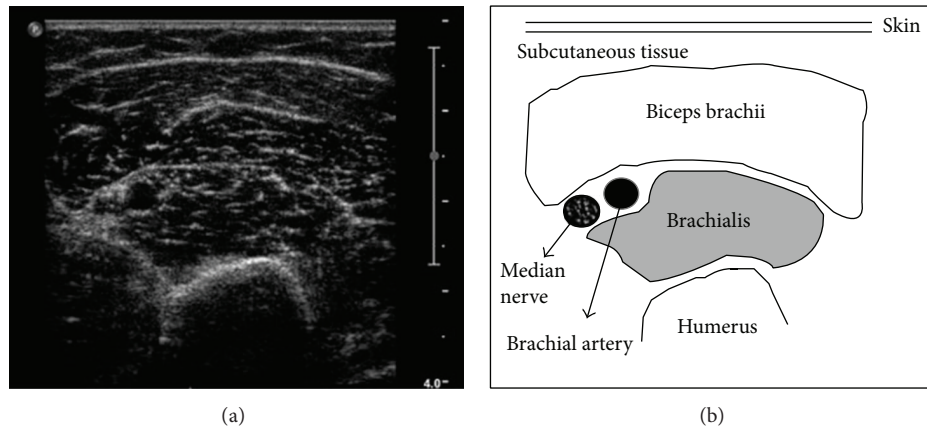 4.0
(a)
Skin
Subcutaneous tissue
Biceps brachii
Brachialis
Median
nerve
Brachial artery
Humerus
(b)